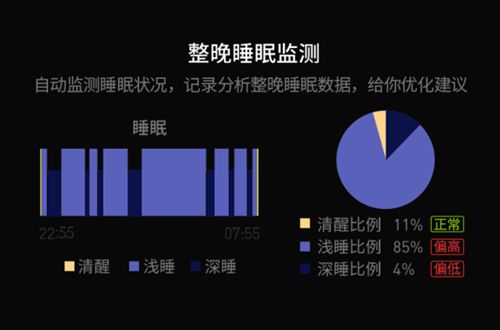 整晚睡眠监测
自动监测睡眠状况，记录分析整晚睡眠数据，给你优化建议
睡眠
22:55 07:55
清醒 浅睡 深睡
清醒比例 11% 正常
浅睡比例 85% 偏高
深睡比例 4% 偏低